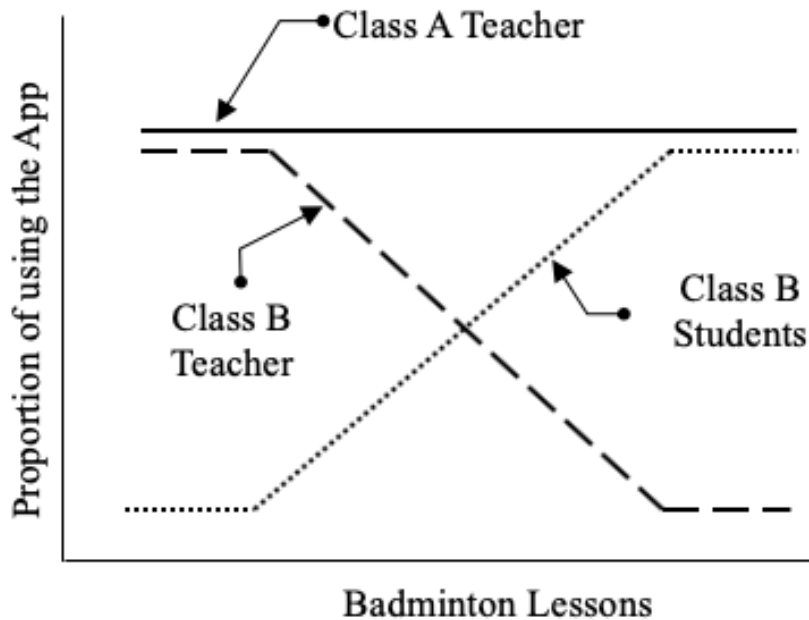 Class A Teacher
Proportion of using the App
Class B
Teacher
Class B
Students
Badminton Lessons